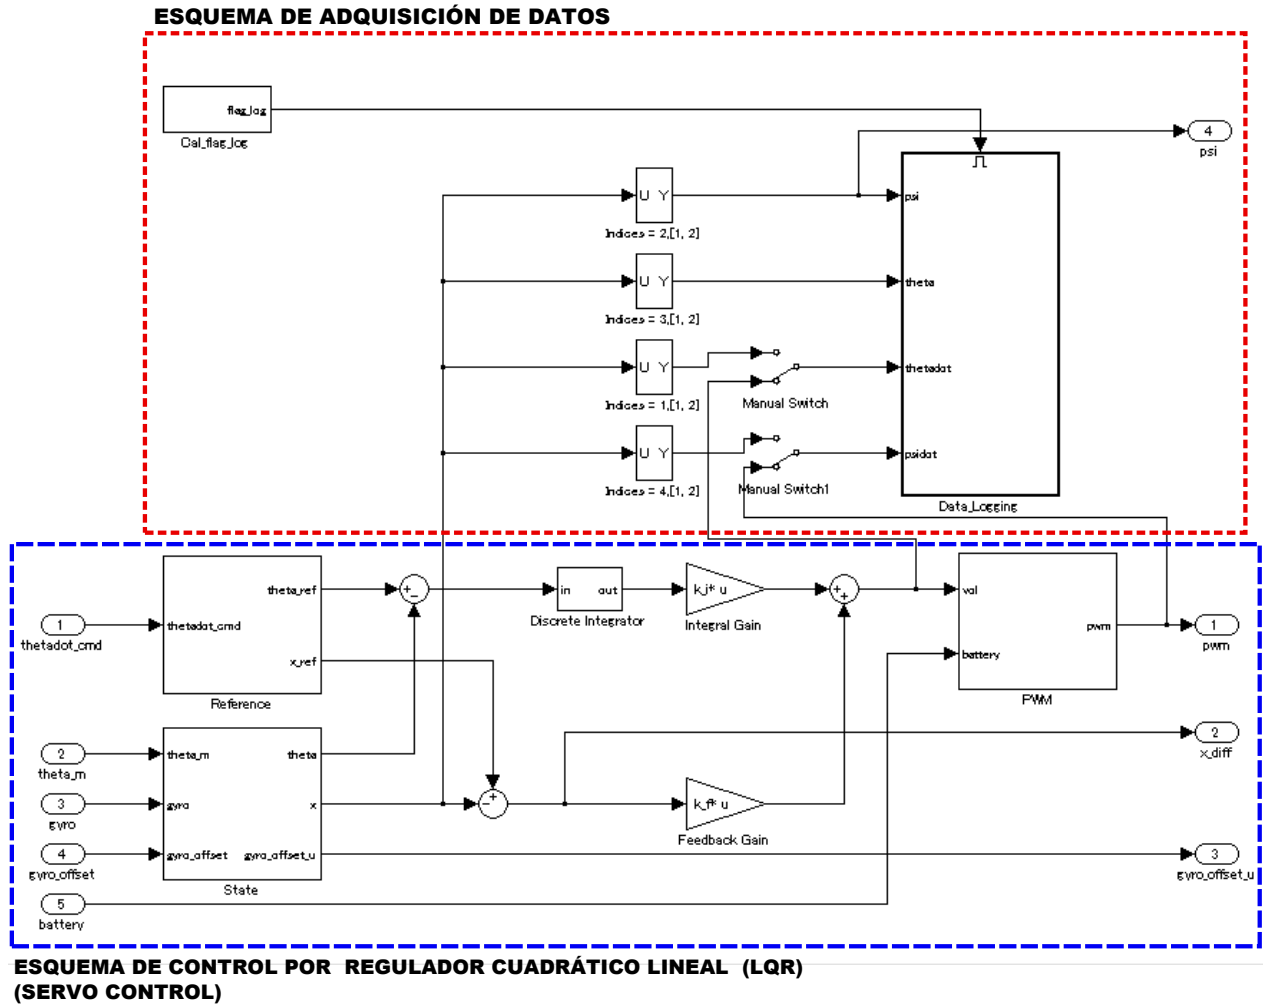 ESQUEMA DE ADQUISICIÓN DE DATOS
flag_log
Cal_flag_log
4
psi
U Y
psi
Indices = 2,[1, 2]
U Y
theta
Indices = 3,[1, 2]
U Y
thetadot
Indices = 1,[1, 2]
Manual Switch
U Y
psidot
Indices = 4,[1, 2]
Manual Switch1
Data_Logging
theta_ref
+
−
in out
k_i* u
+
+
vol
Discrete Integrator
Integral Gain
1
thetadot_cmd
thetadot_cmd
pwm
1
pwm
x_ref
battery
Reference
PWM
2
theta_m
theta_m
theta
2
x_diff
3
gyro
gyro
x
−
+
k_f* u
Feedback Gain
4
gyro_offset
gyro_offset
gyro_offset_u
3
gyro_offset_u
State
5
battery
ESQUEMA DE CONTROL POR REGULADOR CUADRÁTICO LINEAL (LQR)
(SERVO CONTROL)